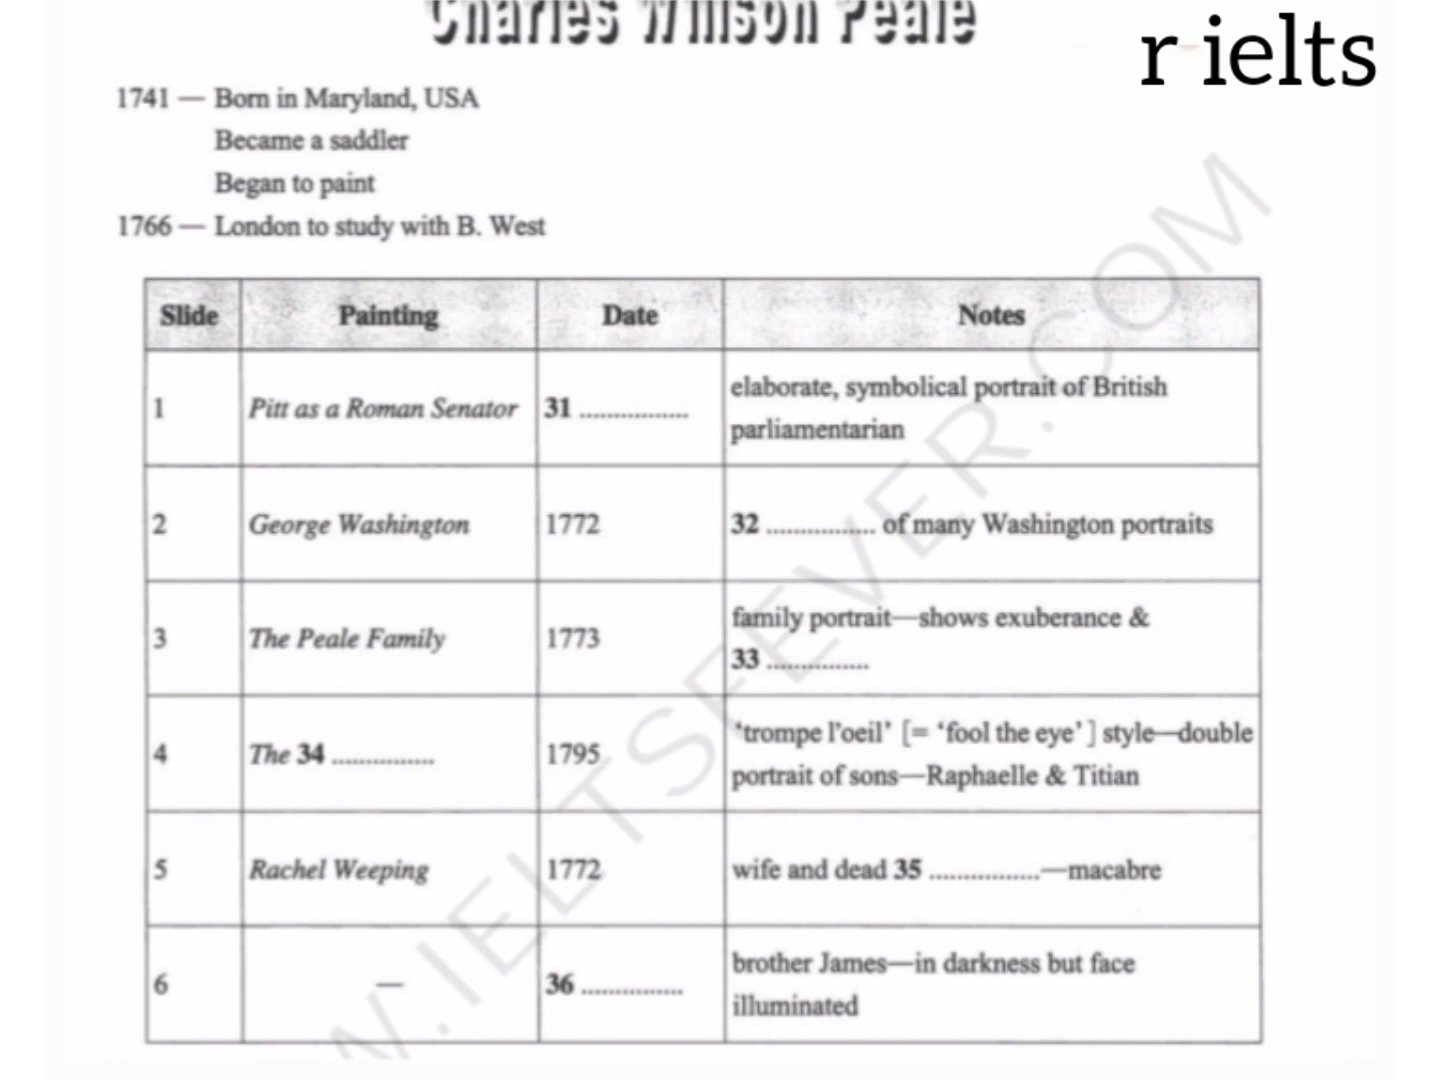 Charles Willson Peale
r ielts
1741 — Born in Maryland, USA
Became a saddler
Began to paint
1766 — London to study with B. West
Slide Painting Date Notes
1 Pitt as a Roman Senator 31 ................ elaborate, symbolical portrait of British
parliamentarian
2 George Washington 1772 32 ................ of many Washington portraits
3 The Peale Family 1773 family portrait—shows exuberance &
33 ...............
4 The 34 ............... 1795 'trompe l'oeil' [= 'fool the eye'] style—double
portrait of sons—Raphaelle & Titian
5 Rachel Weeping 1772 wife and dead 35 ................—macabre
6 — 36 ............... brother James—in darkness but face
illuminated
W.IELTSFEVER.COM